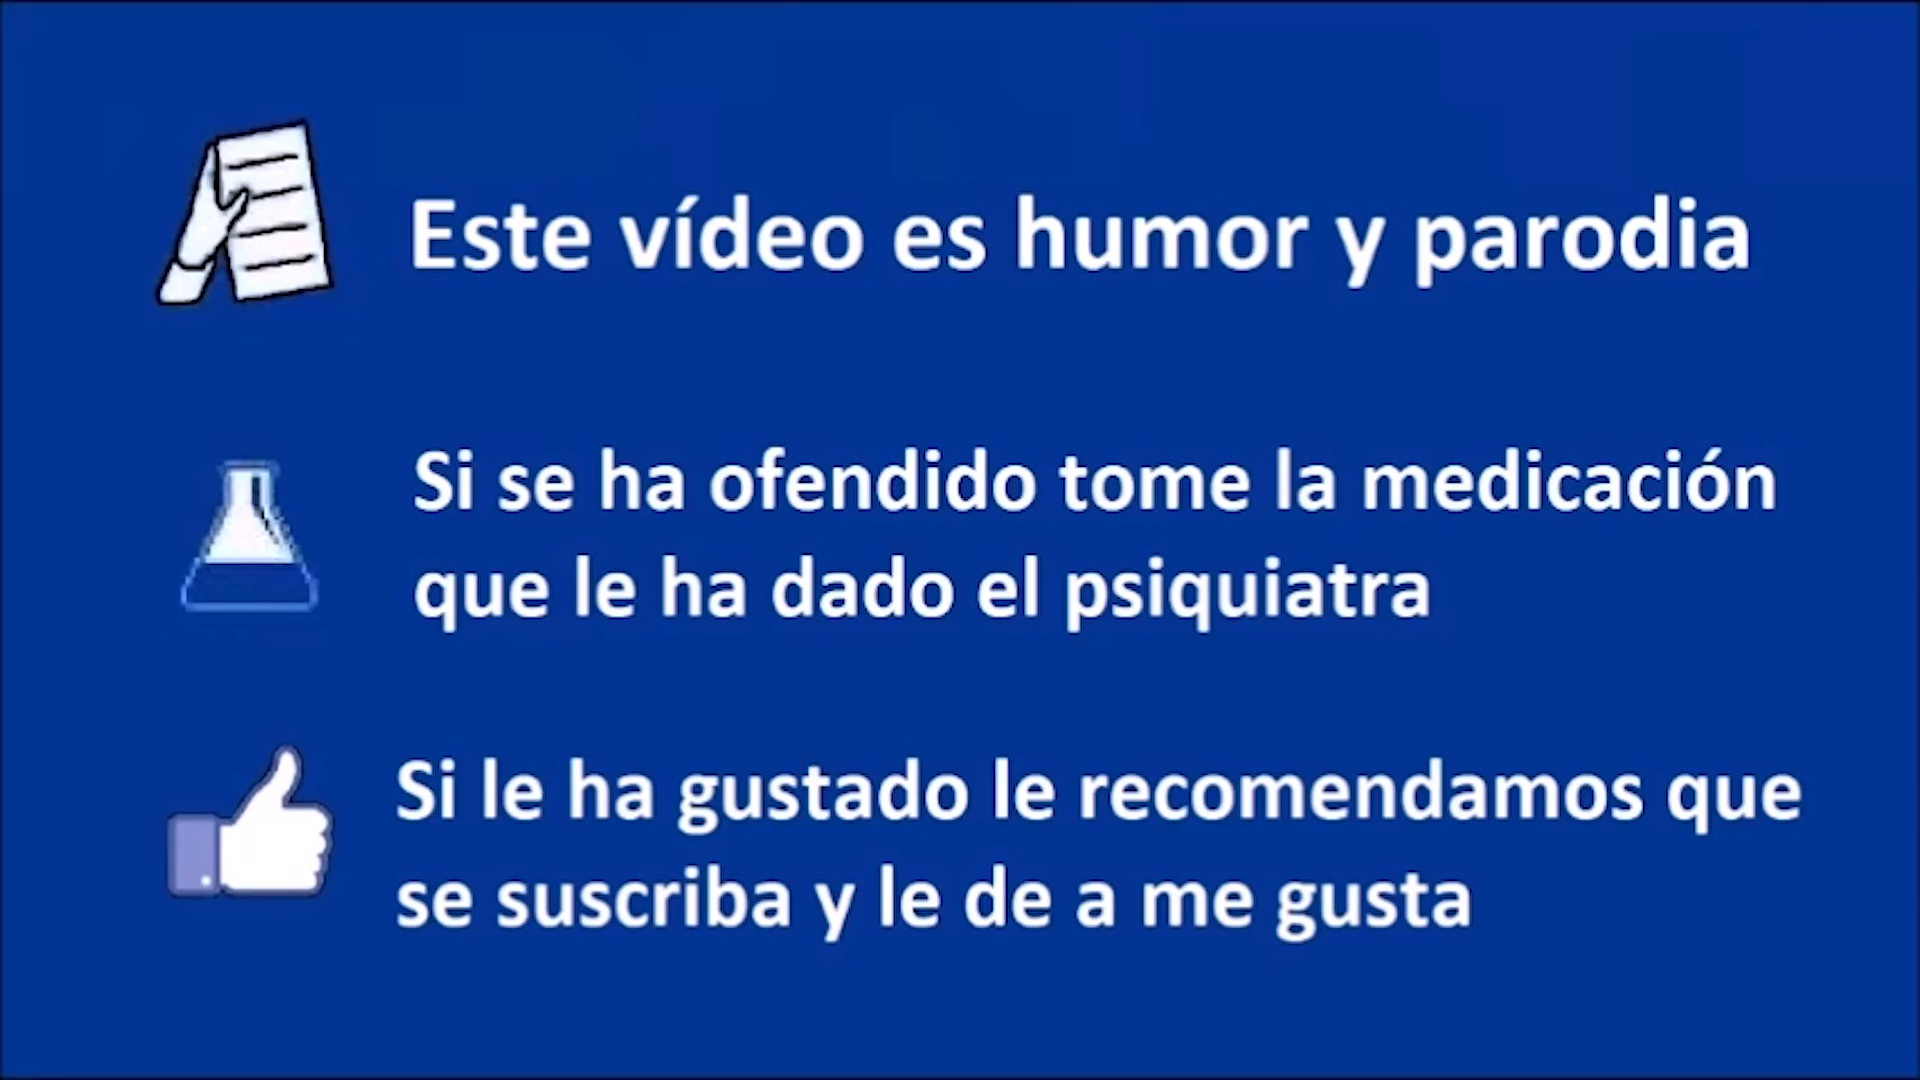 Este vídeo es humor y parodia
Si se ha ofendido tome la medicación
que le ha dado el psiquiatra
Si le ha gustado le recomendamos que
se suscriba y le de a me gusta